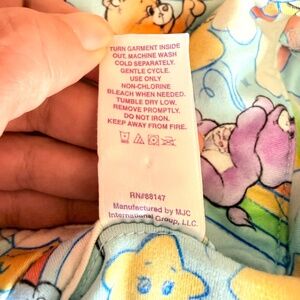 TURN GARMENT INSIDE
OUT. MACHINE WASH
COLD SEPARATELY.
GENTLE CYCLE.
USE ONLY
NON-CHLORINE
BLEACH WHEN NEEDED.
TUMBLE DRY LOW.
REMOVE PROMPTLY.
DO NOT IRON.
KEEP AWAY FROM FIRE.
RN#88147
Manufactured by MJC
International Group, LLC.